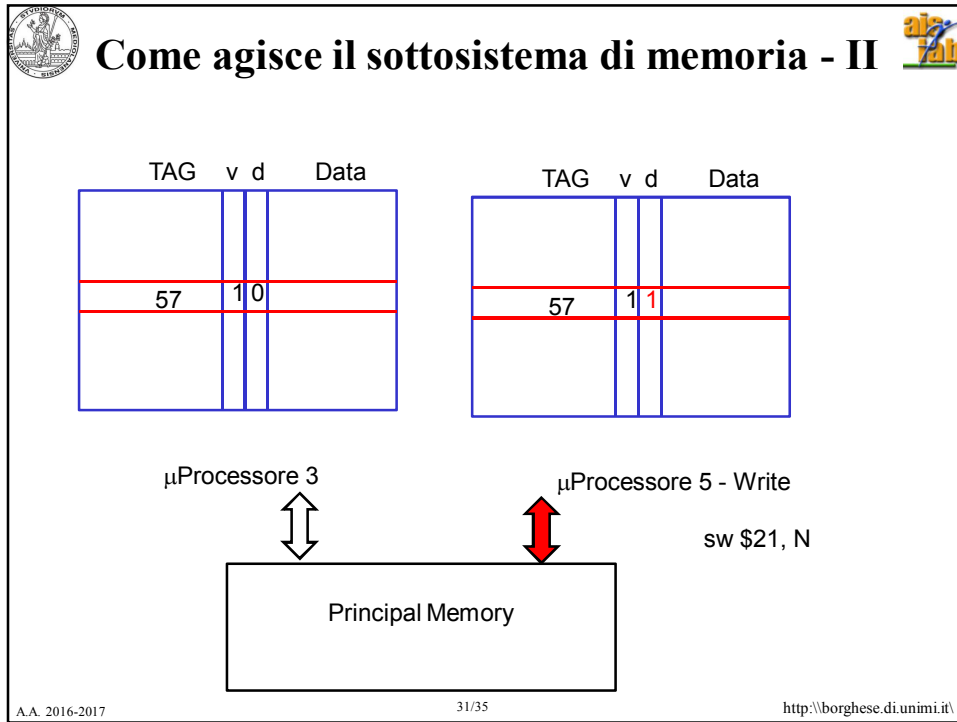 Come agisce il sottosistema di memoria - II
TAG v d Data
57 1 0
TAG v d Data
57 1 1
μProcessore 3
μProcessore 5 - Write
sw $21, N
Principal Memory
A.A. 2016-2017
31/35
http:\\borghese.di.unimi.it\